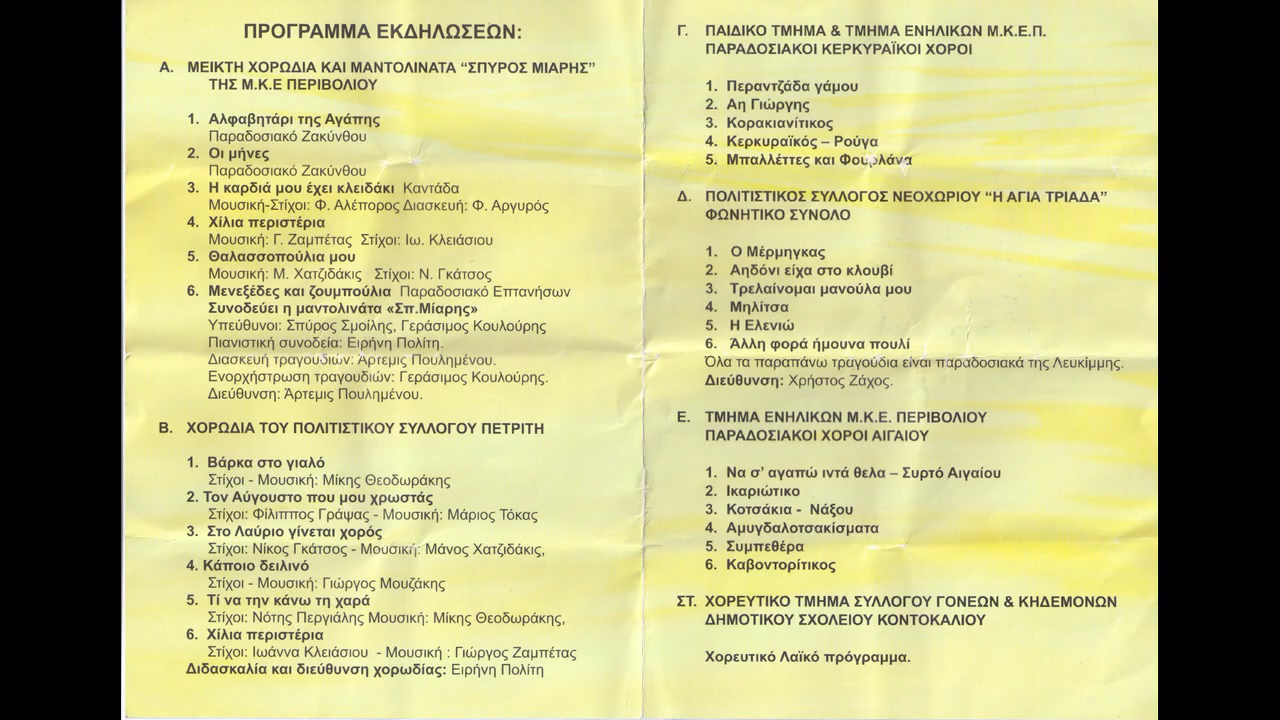 ΠΡΟΓΡΑΜΜΑ ΕΚΔΗΛΩΣΕΩΝ:
Α. ΜΕΙΚΤΗ ΧΟΡΩΔΙΑ ΚΑΙ ΜΑΝΤΟΛΙΝΑΤΑ “ΣΠΥΡΟΣ ΜΙΑΡΗΣ”
ΤΗΣ Μ.Κ.Ε ΠΕΡΙΒΟΛΙΟΥ
1. Αλφαβητάρι της Αγάπης
Παραδοσιακό Ζακύνθου
2. Οι μήνες
Παραδοσιακό Ζακύνθου
3. Η καρδιά μου έχει κλειδάκι Καντάδα
Μουσική-Στίχοι: Φ. Αλέπορος Διασκευή: Φ. Αργυρός
4. Χίλια περιστέρια
Μουσική: Γ. Ζαμπέτας Στίχοι: Ιω. Κλειάσιου
5. Θαλασσοπούλια μου
Μουσική: Μ. Χατζιδάκις Στίχοι: Ν. Γκάτσος
6. Μενεξέδες και ζουμπούλια Παραδοσιακό Επτανήσων
Συνοδεύει η μαντολινάτα «Σπ.Μίαρης»
Υπεύθυνοι: Σπύρος Σμοίλης, Γεράσιμος Κουλούρης
Πιανιστική συνοδεία: Ειρήνη Πολίτη.
Διασκευή τραγουδιών: Άρτεμις Πουλημένου.
Ενορχήστρωση τραγουδιών: Γεράσιμος Κουλούρης.
Διεύθυνση: Άρτεμις Πουλημένου.
Β. ΧΟΡΩΔΙΑ ΤΟΥ ΠΟΛΙΤΙΣΤΙΚΟΥ ΣΥΛΛΟΓΟΥ ΠΕΤΡΙΤΗ
1. Βάρκα στο γιαλό
Στίχοι - Μουσική: Μίκης Θεοδωράκης
2. Τον Αύγουστο που μου χρωστάς
Στίχοι: Φίλιππος Γράψας - Μουσική: Μάριος Τόκας
3. Στο Λαύριο γίνεται χορός
Στίχοι: Νίκος Γκάτσος - Μουσική: Μάνος Χατζιδάκις,
4. Κάποιο δειλινό
Στίχοι - Μουσική: Γιώργος Μουζάκης
5. Τί να την κάνω τη χαρά
Στίχοι: Νότης Περγιάλης Μουσική: Μίκης Θεοδωράκης,
6. Χίλια περιστέρια
Στίχοι: Ιωάννα Κλειάσιου - Μουσική : Γιώργος Ζαμπέτας
Διδασκαλία και διεύθυνση χορωδίας: Ειρήνη Πολίτη
Γ. ΠΑΙΔΙΚΟ ΤΜΗΜΑ & ΤΜΗΜΑ ΕΝΗΛΙΚΩΝ Μ.Κ.Ε.Π.
ΠΑΡΑΔΟΣΙΑΚΟΙ ΚΕΡΚΥΡΑΪΚΟΙ ΧΟΡΟΙ
1. Περαντζάδα γάμου
2. Αη Γιώργης
3. Κορακιανίτικος
4. Κερκυραϊκός – Ρούγα
5. Μπαλλέττες και Φουρλάνα
Δ. ΠΟΛΙΤΙΣΤΙΚΟΣ ΣΥΛΛΟΓΟΣ ΝΕΟΧΩΡΙΟΥ “Η ΑΓΙΑ ΤΡΙΑΔΑ”
ΦΩΝΗΤΙΚΟ ΣΥΝΟΛΟ
1. Ο Μέρμηγκας
2. Αηδόνι είχα στο κλουβί
3. Τρελαίνομαι μανούλα μου
4. Μηλίτσα
5. Η Ελενιώ
6. Άλλη φορά ήμουνα πουλί
Όλα τα παραπάνω τραγούδια είναι παραδοσιακά της Λευκίμμης.
Διεύθυνση: Χρήστος Ζάχος.
Ε. ΤΜΗΜΑ ΕΝΗΛΙΚΩΝ Μ.Κ.Ε. ΠΕΡΙΒΟΛΙΟΥ
ΠΑΡΑΔΟΣΙΑΚΟΙ ΧΟΡΟΙ ΑΙΓΑΙΟΥ
1. Να σ’ αγαπώ ιντά θελα – Συρτό Αιγαίου
2. Ικαριώτικο
3. Κοτσάκια - Νάξου
4. Αμυγδαλοτσακίσματα
5. Συμπεθέρα
6. Καβοντορίτικος
ΣΤ. ΧΟΡΕΥΤΙΚΟ ΤΜΗΜΑ ΣΥΛΛΟΓΟΥ ΓΟΝΕΩΝ & ΚΗΔΕΜΟΝΩΝ
ΔΗΜΟΤΙΚΟΥ ΣΧΟΛΕΙΟΥ ΚΟΝΤΟΚΑΛΙΟΥ
Χορευτικό Λαϊκό πρόγραμμα.